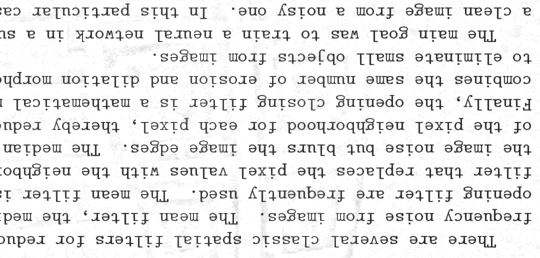 There are several classic spatial filters for reduc
frequency noise from images. The mean filter, the medi
opening filter are frequently used. The mean filter is
filter that replaces the pixel values with the neighbo
the image noise but blurs the image edges. The median
of the pixel neighborhood for each pixel, thereby redu
Finally, the opening closing filter is a mathematical
combines the same number of erosion and dilation morph
to eliminate small objects from images.
The main goal was to train a neural network in a su
a clean image from a noisy one. In this particular cas